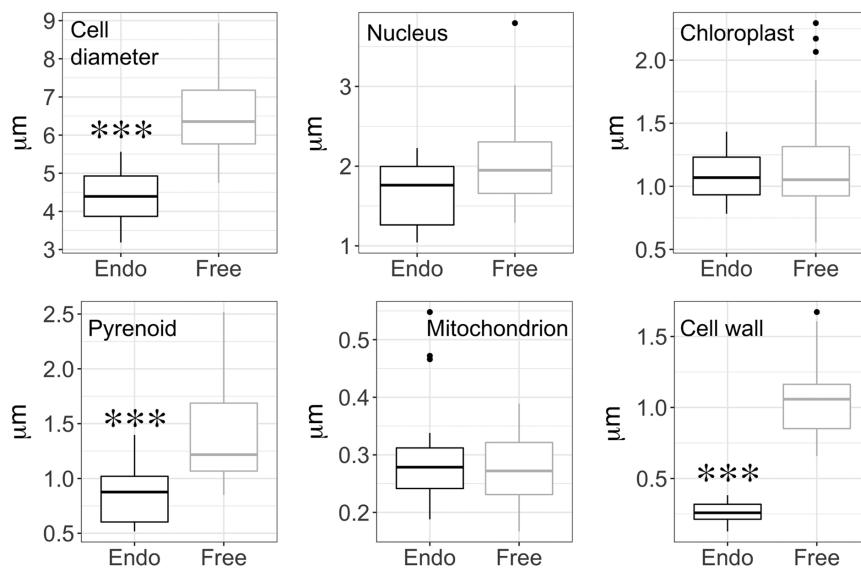 Cell
diameter
μm
9
8
7
6
5
4
3
***
Endo Free
Nucleus
μm
3
2
1
Endo Free
Chloroplast
μm
2.0
1.5
1.0
0.5
Endo Free
Pyrenoid
μm
2.5
2.0
1.5
1.0
0.5
***
Endo Free
Mitochondrion
μm
0.5
0.4
0.3
0.2
Endo Free
Cell wall
μm
1.5
1.0
0.5
***
Endo Free